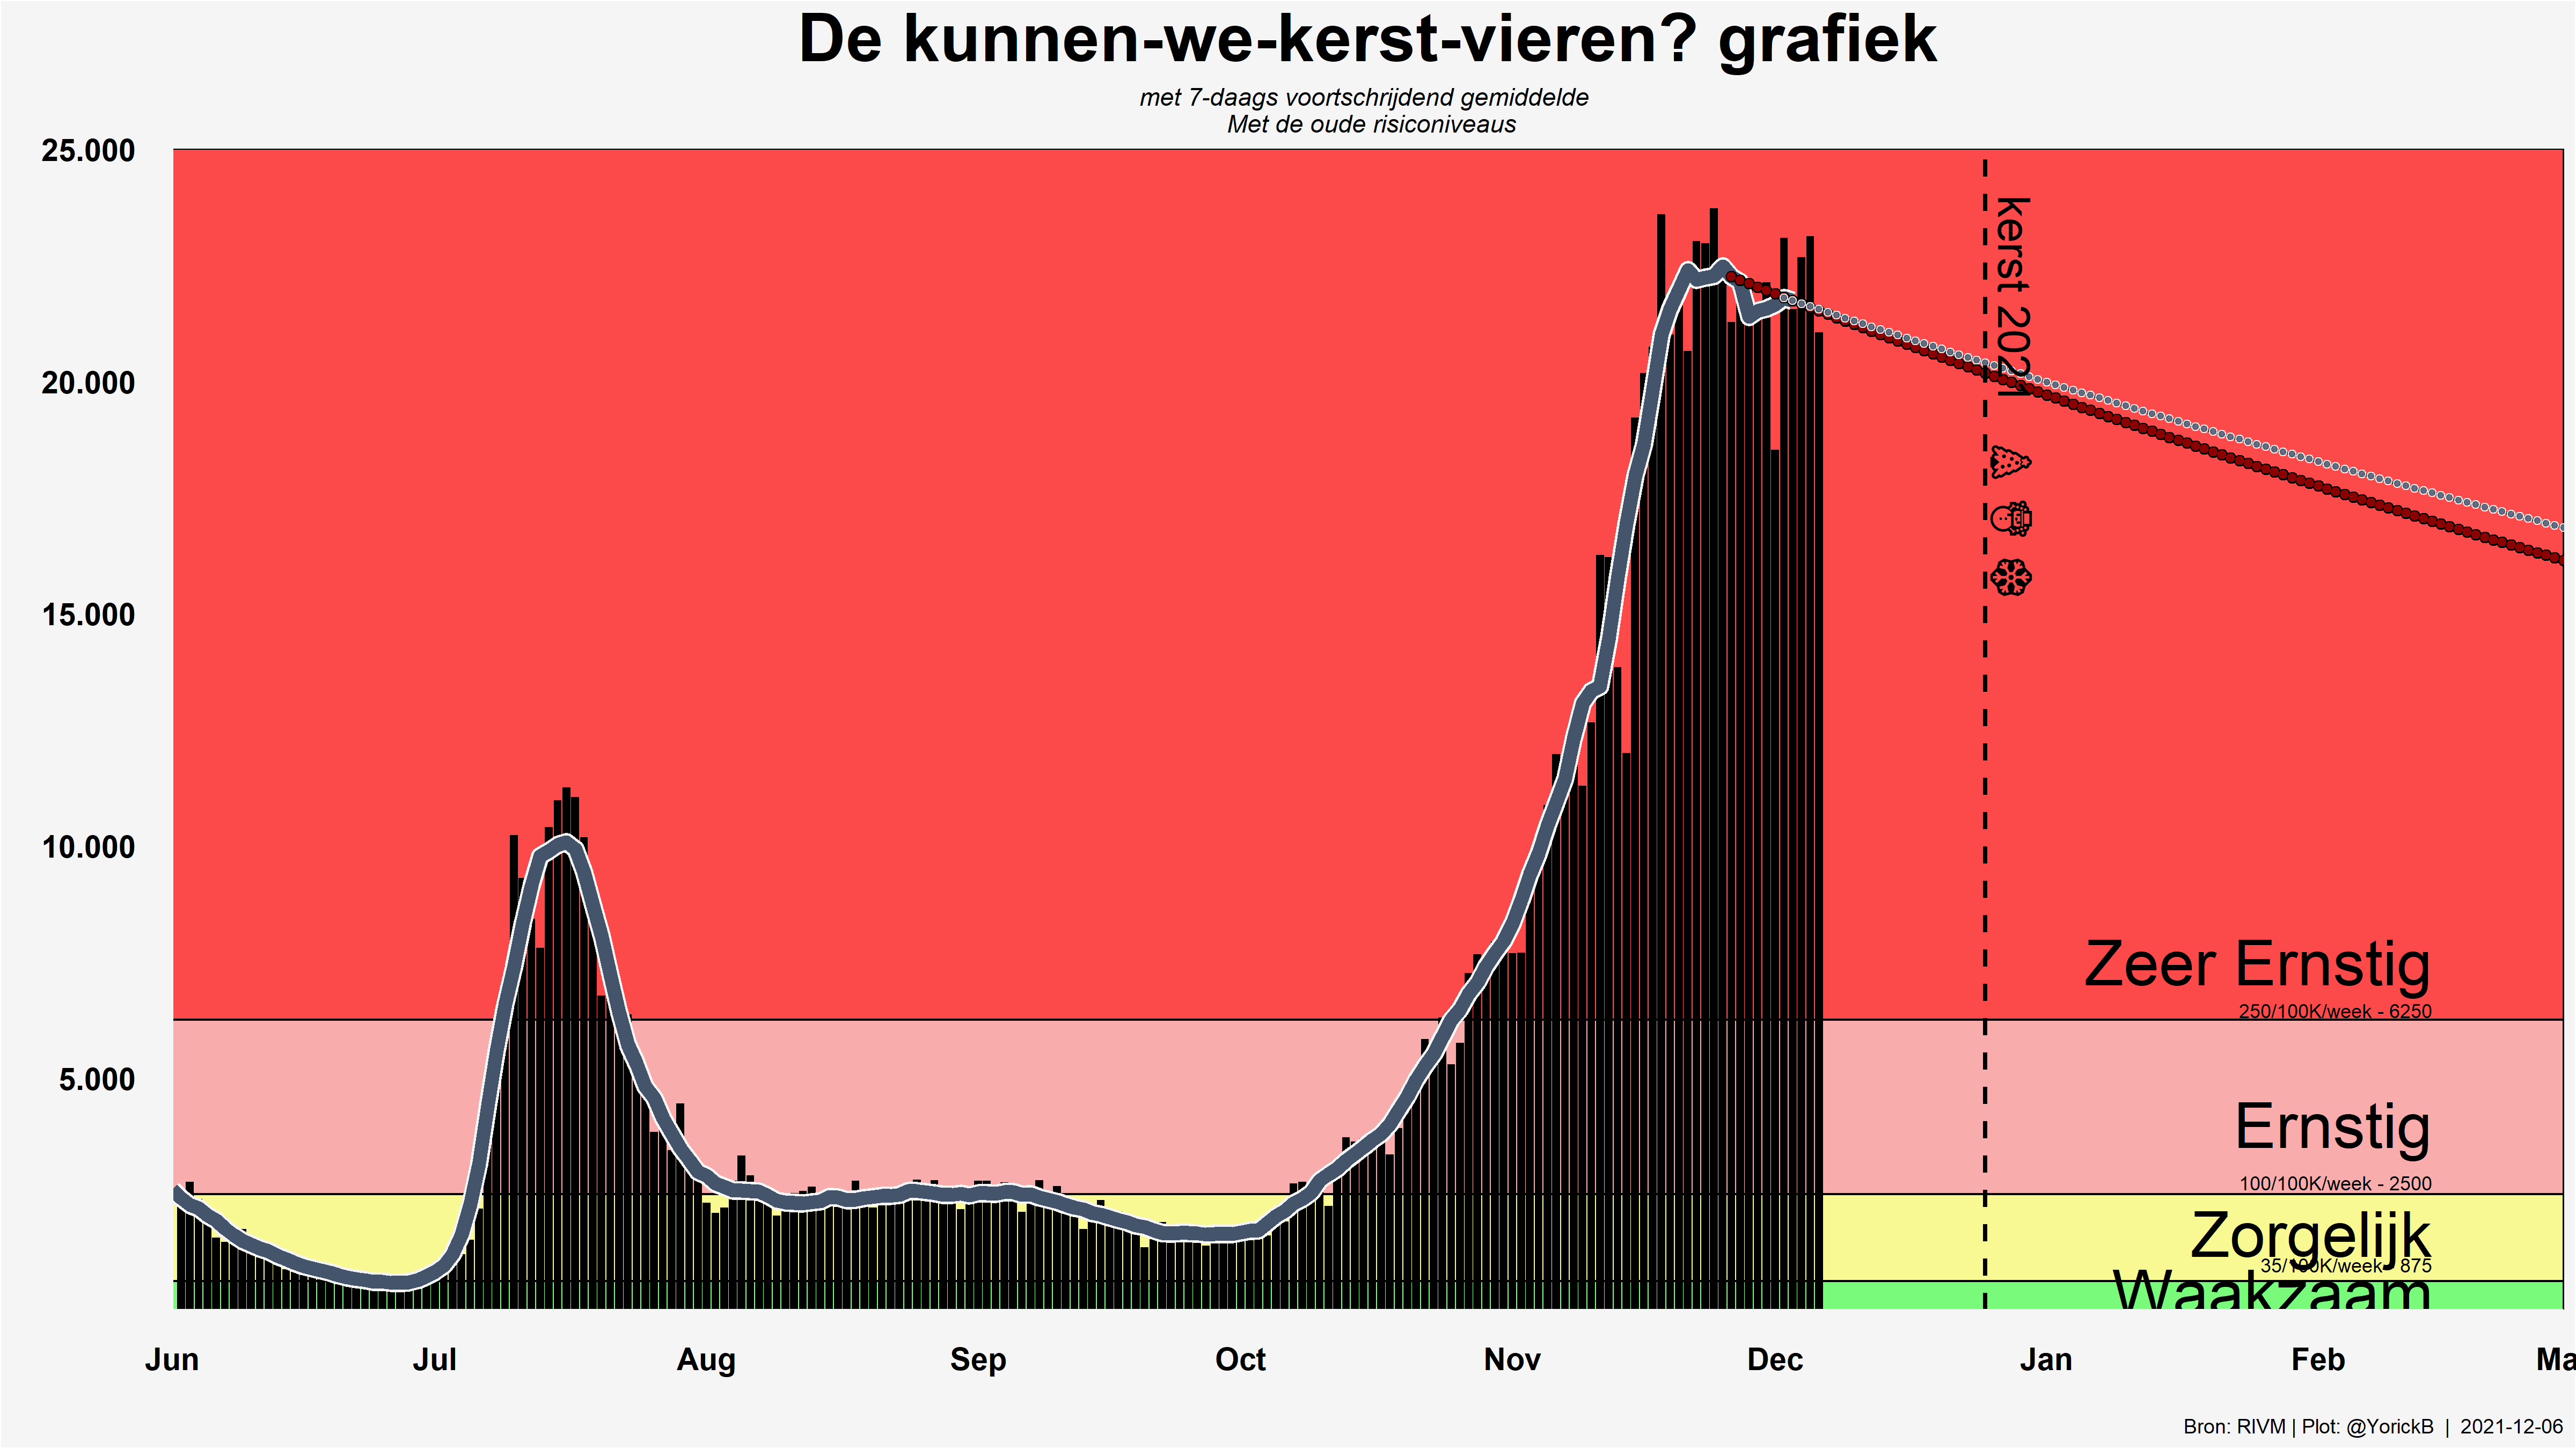 De kunnen-we-kerst-vieren? grafiek
met 7-daags voortschrijdend gemiddelde
Met de oude risiconiveaus
25.000
20.000
15.000
10.000
5.000
kerst 2021
Zeer Ernstig
250/100K/week - 6250
Ernstig
100/100K/week - 2500
Zorgelijk
35/100K/week - 875
Waakzaam
Jun Jul Aug Sep Oct Nov Dec Jan Feb Ma
Bron: RIVM | Plot: @YorickB | 2021-12-06